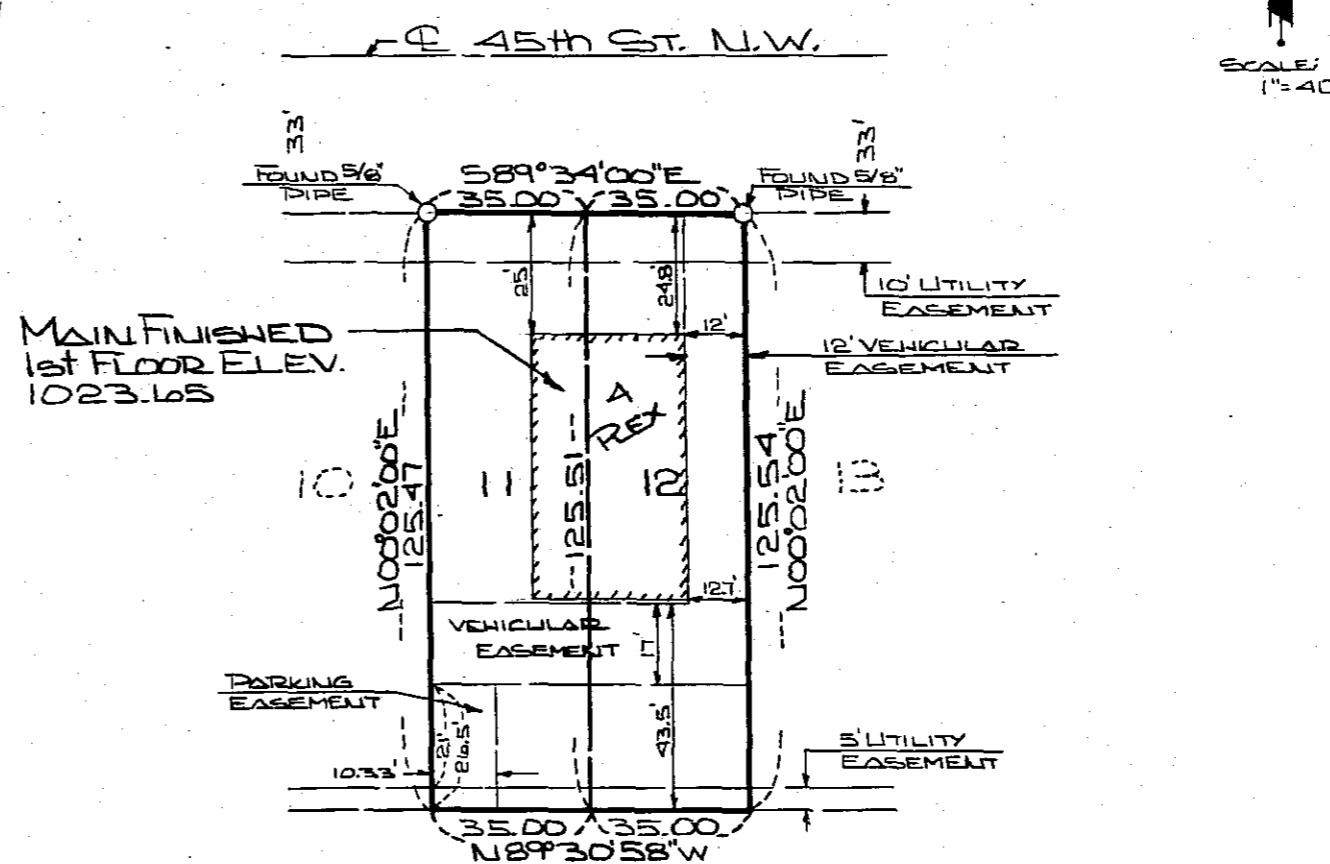 ℄ 45th ST. N.W.
SCALE:
1"=40
33'
33'
FOUND 5/8"
PIPE
S89°34'00"E
FOUND 5/8"
PIPE
35.00
35.00
25'
24.8'
10' UTILITY
EASEMENT
12'
MAIN FINISHED
1st FLOOR ELEV.
1023.65
12' VEHICULAR
EASEMENT
A
REX
N00°02'00"E
125.47
10
11
125.51
12
125.54
N00°02'00"E
13
12.7'
VEHICULAR
EASEMENT
17'
PARKING
EASEMENT
21'
26.5'
43.5'
10.33'
5' UTILITY
EASEMENT
35.00
35.00
N89°30'58"W